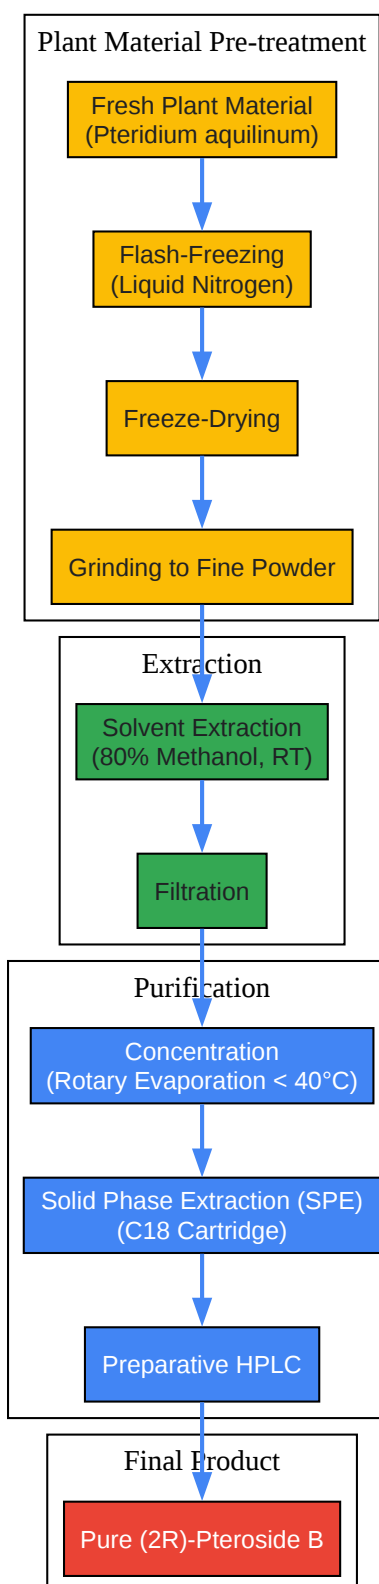 Plant Material Pre-treatment
Fresh Plant Material
(Pteridium aquilinum)
Flash-Freezing
(Liquid Nitrogen)
Freeze-Drying
Grinding to Fine Powder
Extraction
Solvent Extraction
(80% Methanol, RT)
Filtration
Purification
Concentration
(Rotary Evaporation < 40°C)
Solid Phase Extraction (SPE)
(C18 Cartridge)
Preparative HPLC
Final Product
Pure (2R)-Pteroside B